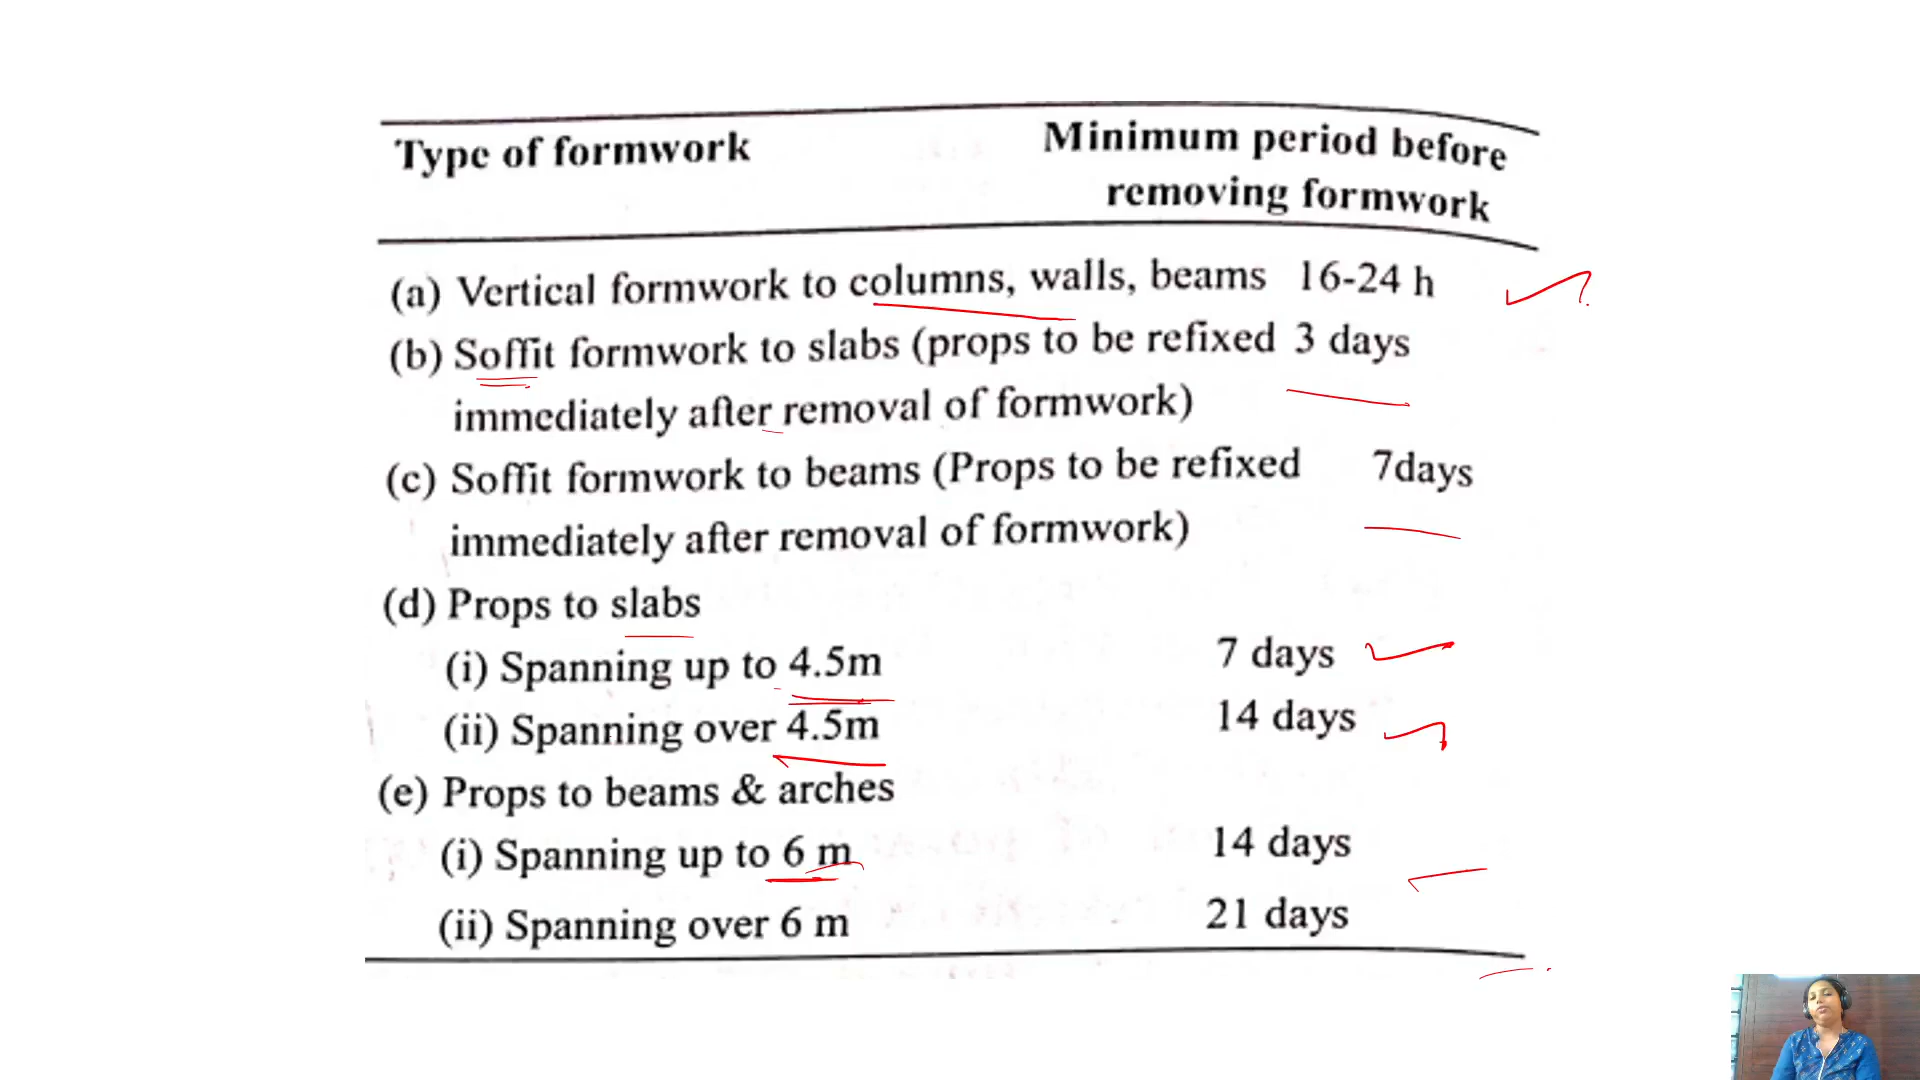 Type of formwork
Minimum period before
removing formwork
(a) Vertical formwork to columns, walls, beams 16-24 h
(b) Soffit formwork to slabs (props to be refixed 3 days
immediately after removal of formwork)
(c) Soffit formwork to beams (Props to be refixed 7days
immediately after removal of formwork)
(d) Props to slabs
(i) Spanning up to 4.5m 7 days
(ii) Spanning over 4.5m 14 days
(e) Props to beams & arches
(i) Spanning up to 6 m 14 days
(ii) Spanning over 6 m 21 days